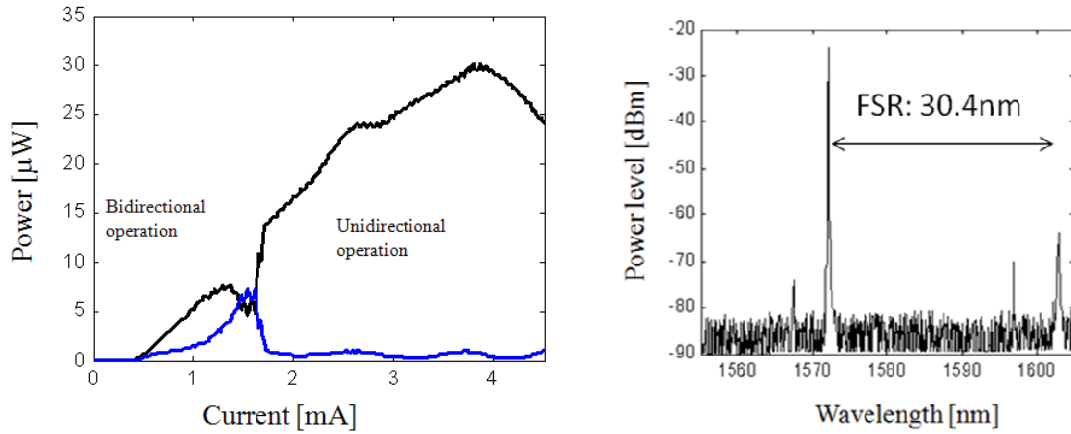 35
30
25
20
15
10
5
0
Power [µW]
Bidirectional
operation
Unidirectional
operation
0
1
2
3
4
Current [mA]
-20
-30
-40
-50
-60
-70
-80
-90
Power level [dBm]
FSR: 30.4nm
1560
1570
1580
1590
1600
Wavelength [nm]